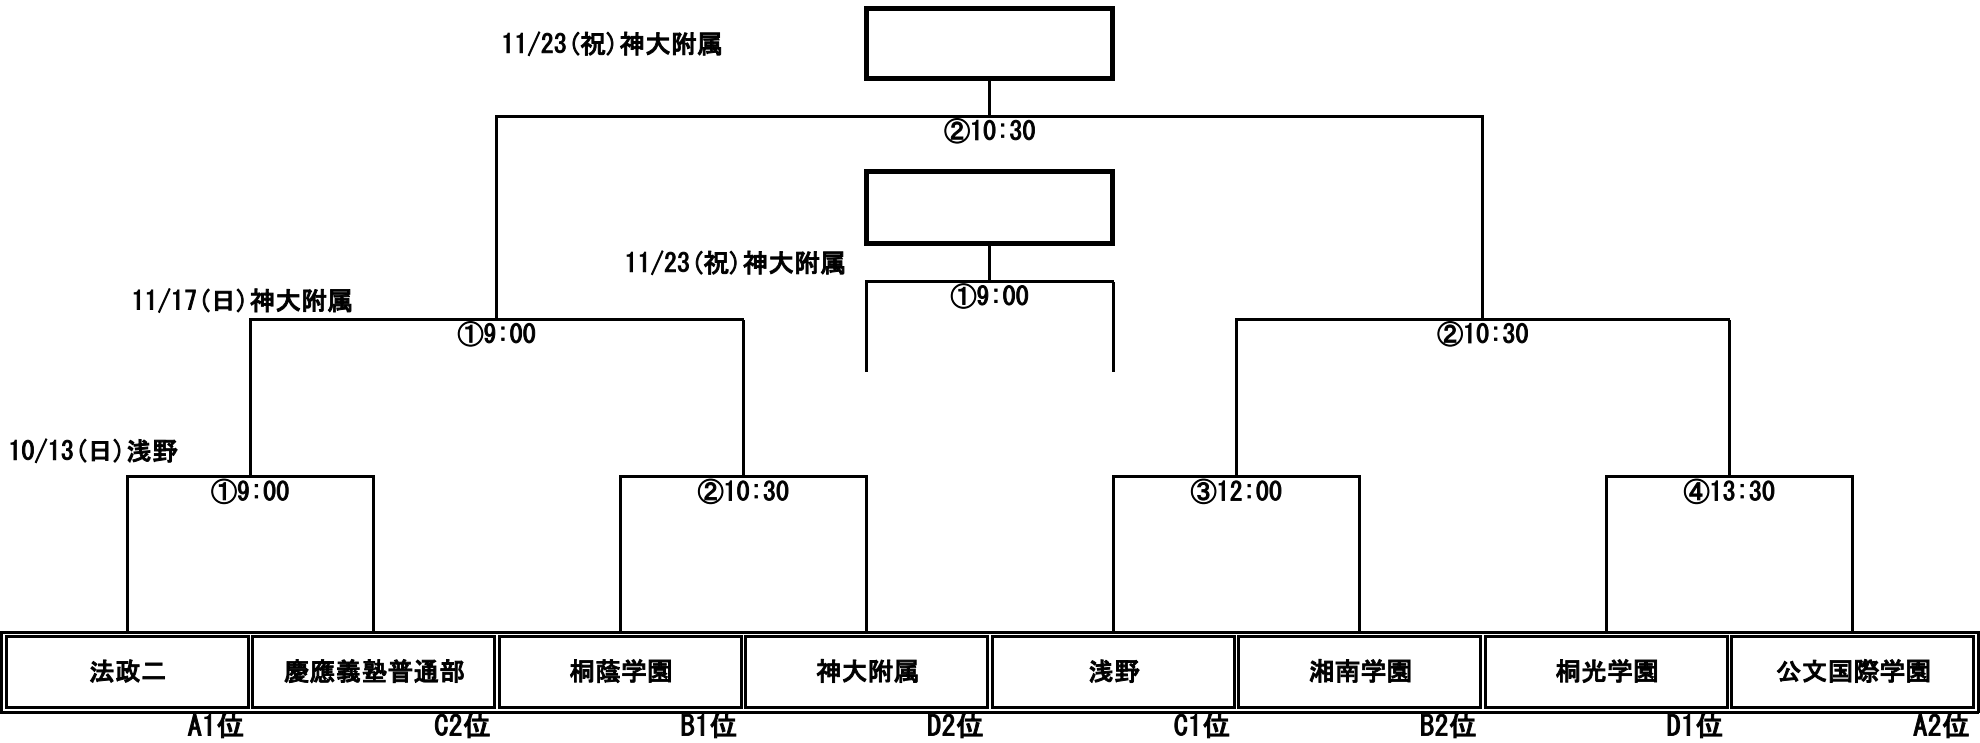 11/23(祝)神大附属
②10:30
11/23(祝)神大附属
①9:00
11/17(日)神大附属
①9:00
②10:30
10/13(日)浅野
①9:00
②10:30
③12:00
④13:30
法政二 慶應義塾普通部 桐蔭学園 神大附属 浅野 湘南学園 桐光学園 公文国際学園
A1位 C2位 B1位 D2位 C1位 B2位 D1位 A2位